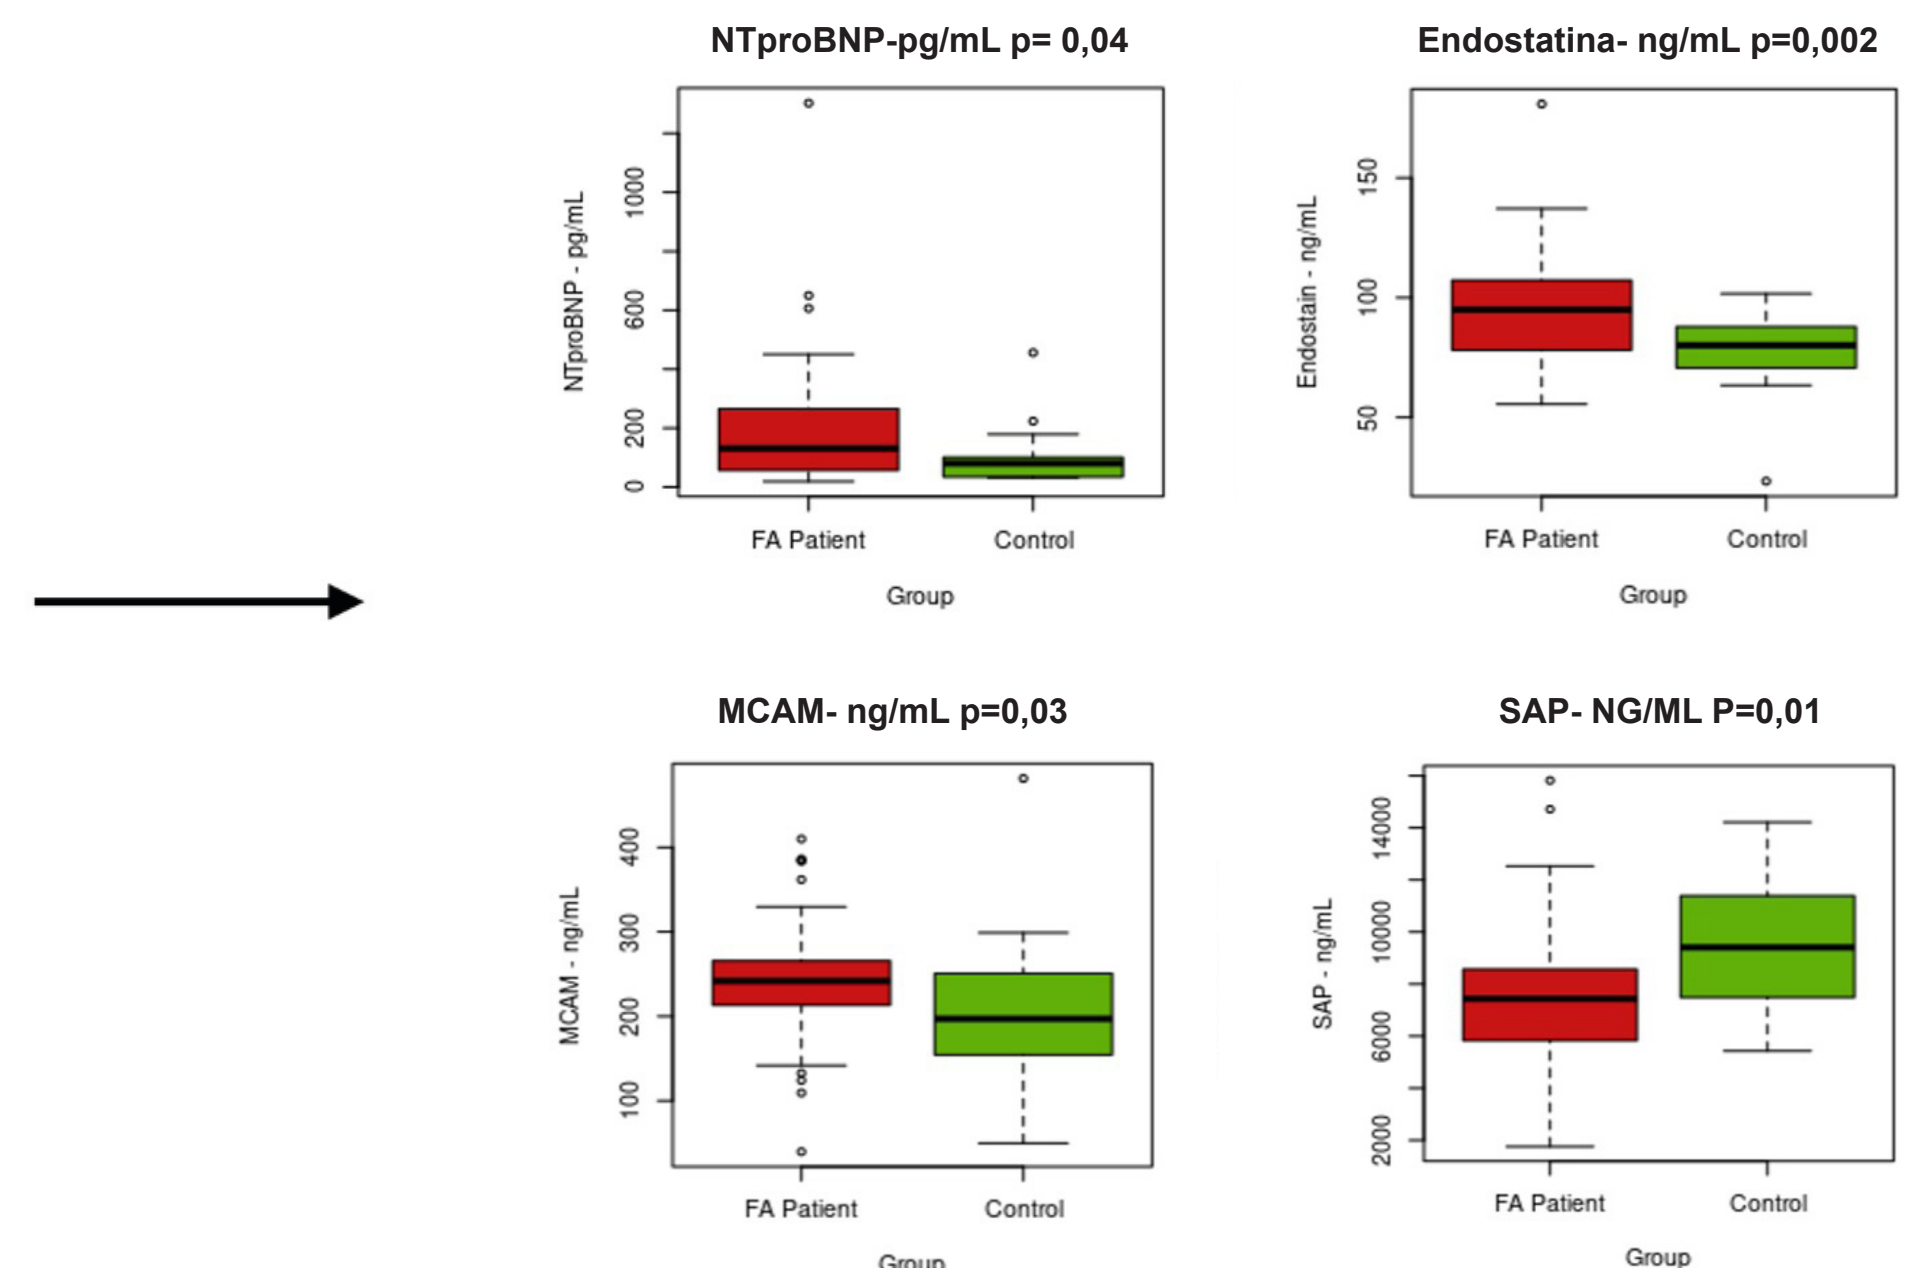 NTproBNP-pg/mL p= 0,04
NTproBNP - pg/mL
1000
600
200
0
FA Patient
Control
Group
Endostatina- ng/mL p=0,002
Endostain - ng/mL
150
100
50
FA Patient
Control
Group
MCAM- ng/mL p=0,03
MCAM - ng/mL
400
300
200
100
FA Patient
Control
Group
SAP- NG/ML P=0,01
SAP - ng/mL
14000
10000
6000
2000
FA Patient
Control
Group